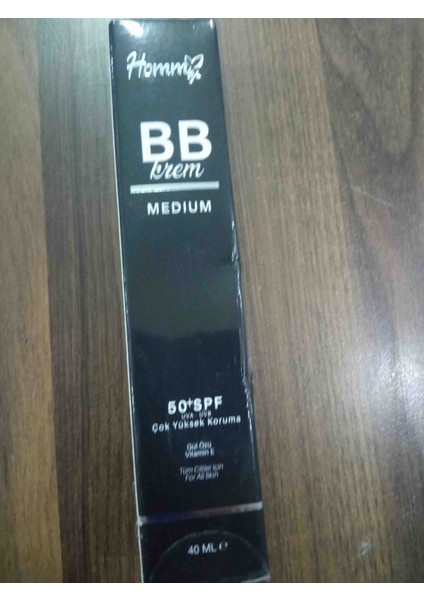 BB
krem
MEDIUM
50+SPF
UVA UVB
Çok Yüksek Koruma
Gül Özü
Vitamin E
Tüm Ciltler İçin
For All Skin
40 ML ℮